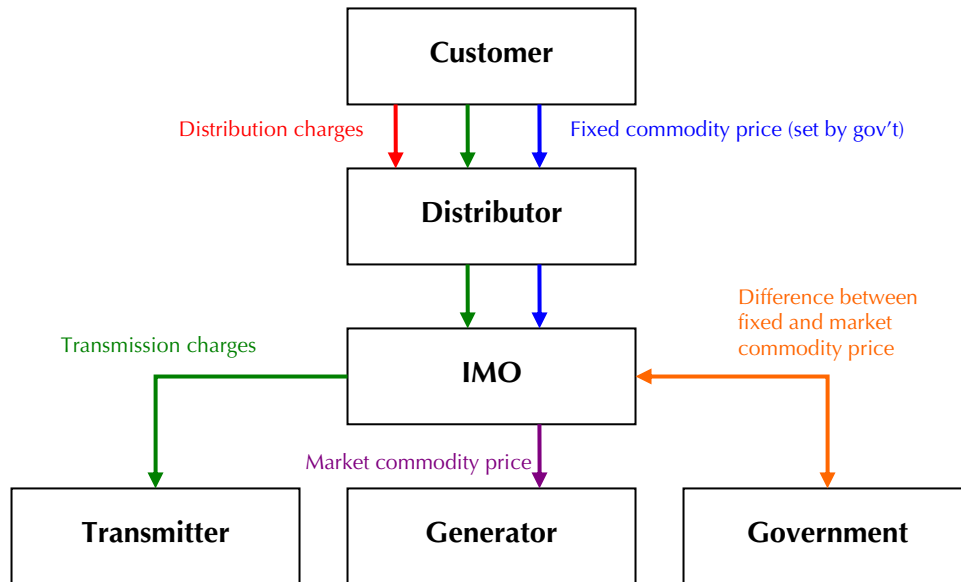 Customer
Distribution charges
Fixed commodity price (set by gov’t)
Distributor
Difference between
fixed and market
commodity price
Transmission charges
IMO
Market commodity price
Transmitter
Generator
Government